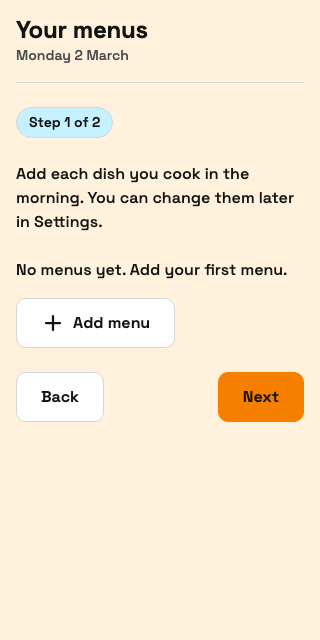 Your menus
Monday 2 March
Step 1 of 2
Add each dish you cook in the
morning. You can change them later
in Settings.
No menus yet. Add your first menu.
Add menu
Back
Next